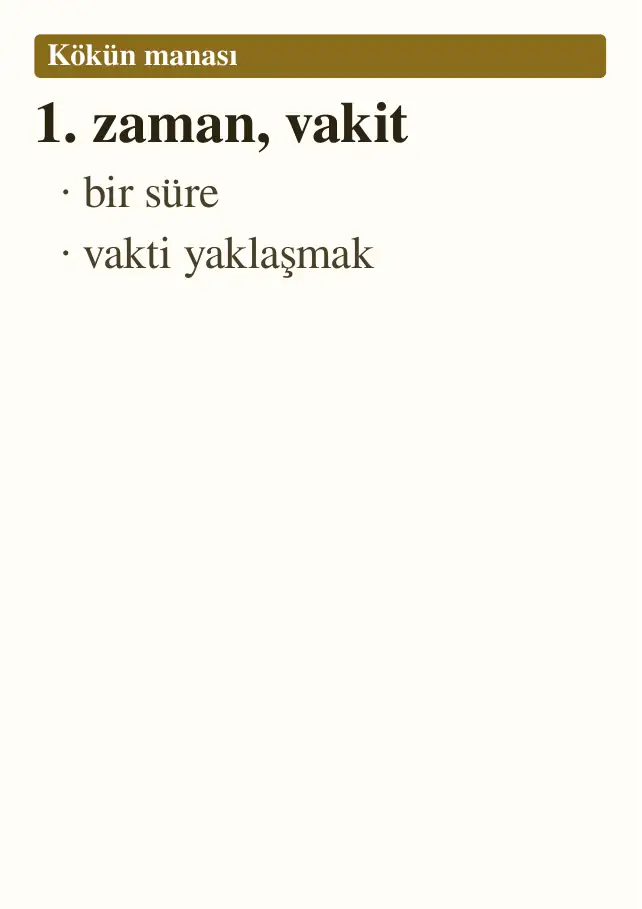 Kökün manası
1. zaman, vakit
· bir süre
· vakti yaklaşmak